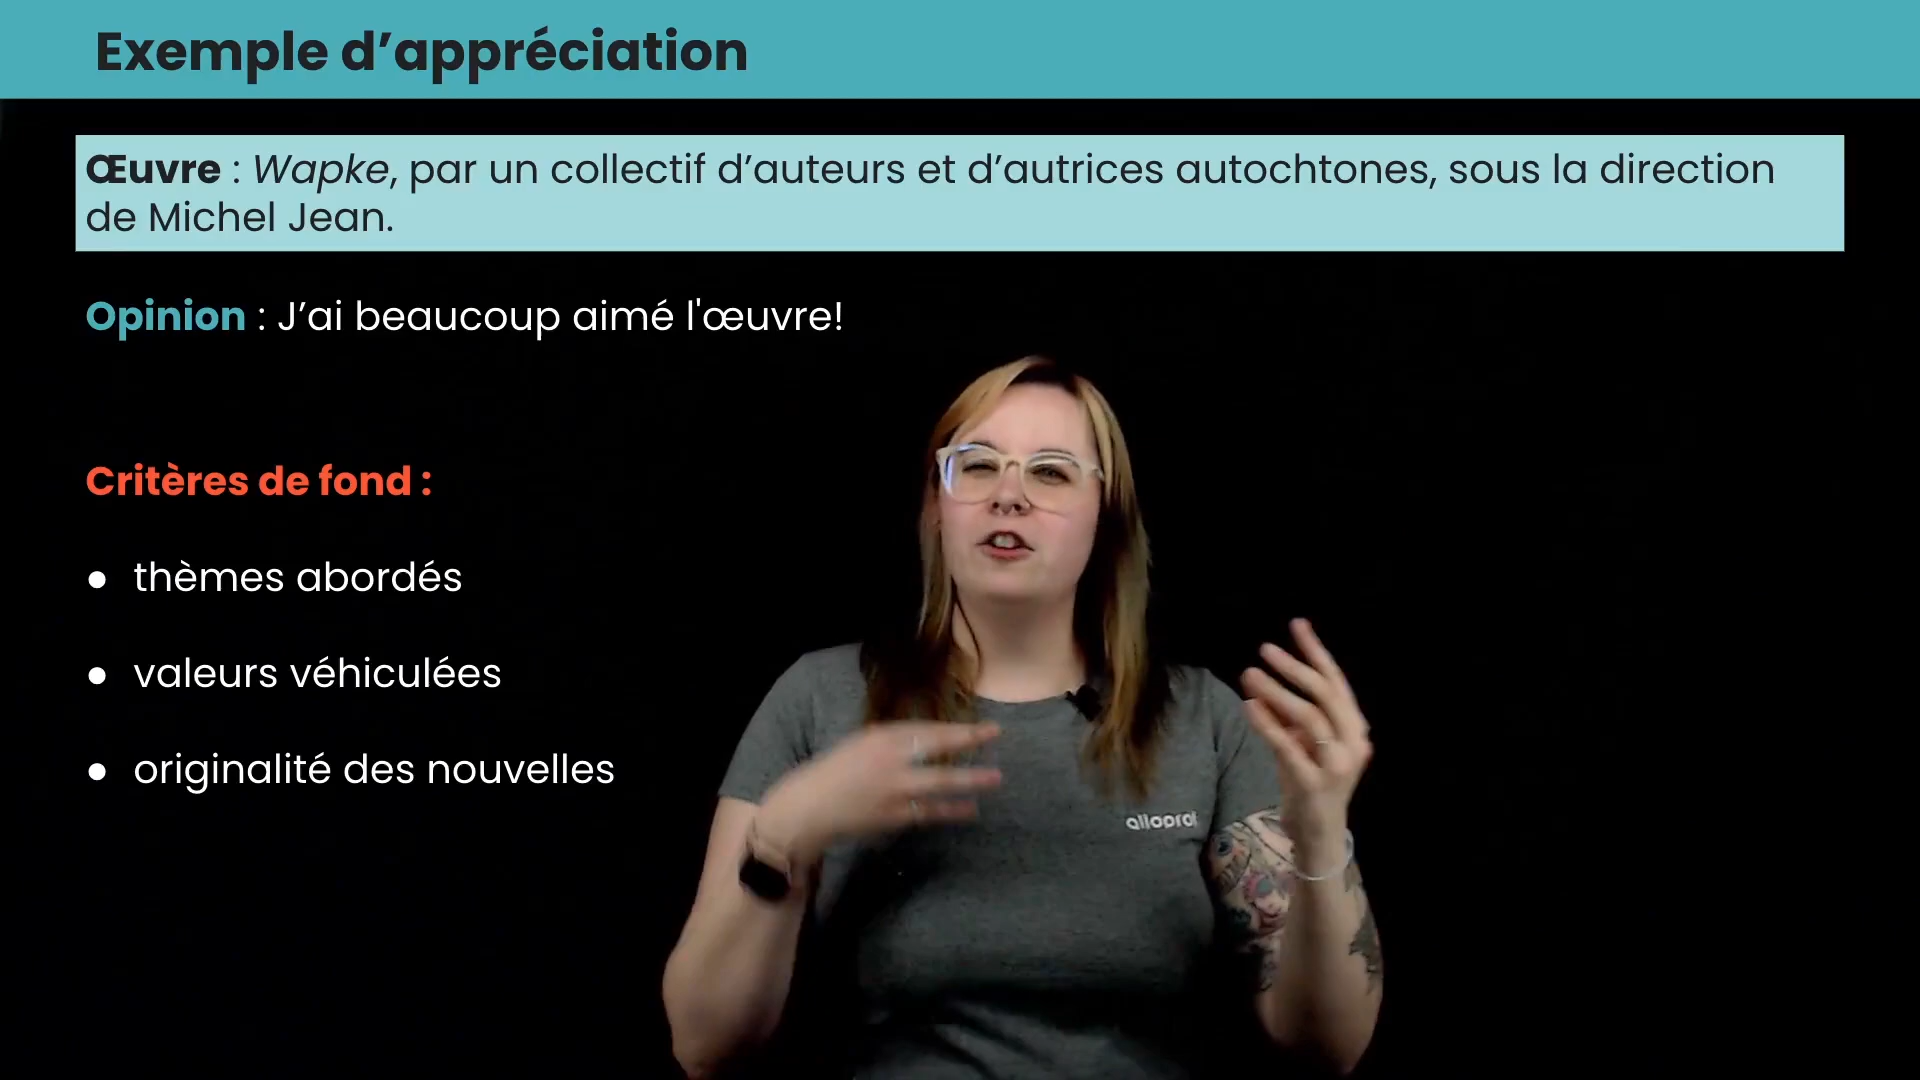 Exemple d’appréciation
Œuvre : Wapke, par un collectif d’auteurs et d’autrices autochtones, sous la direction
de Michel Jean.
Opinion : J’ai beaucoup aimé l'œuvre!
Critères de fond :
● thèmes abordés
● valeurs véhiculées
● originalité des nouvelles
alloprof